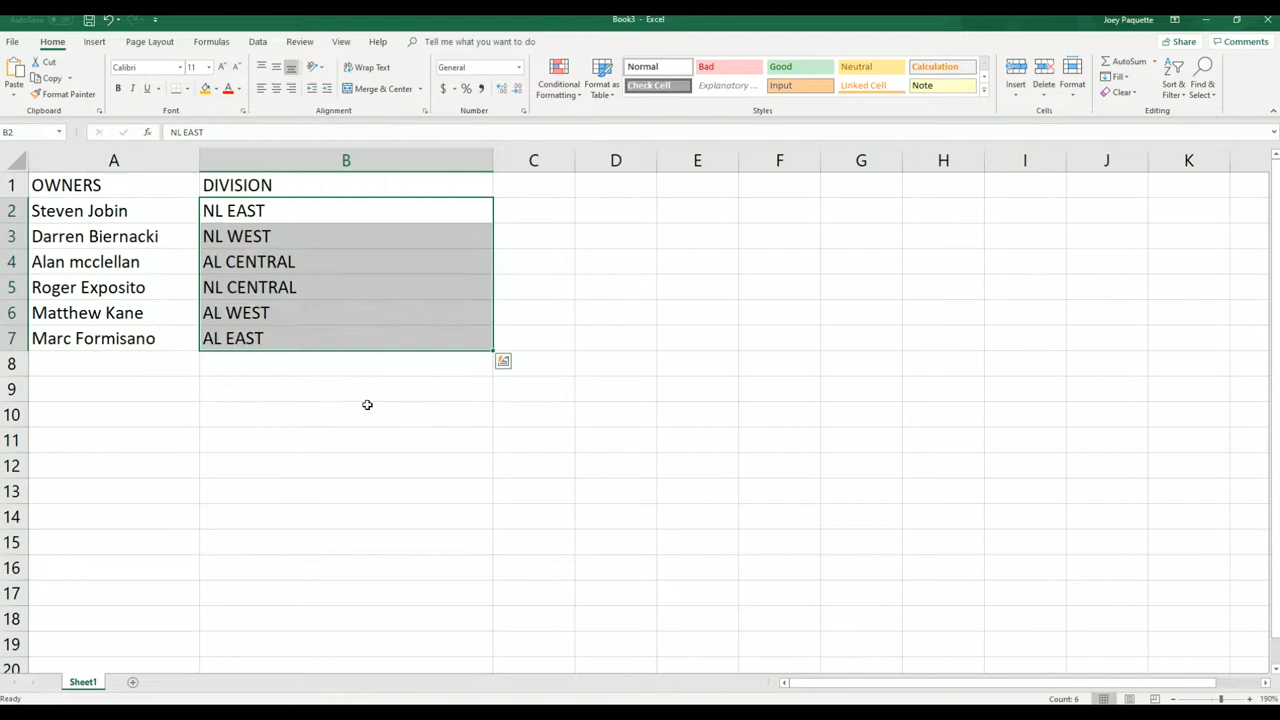 AutoSave Off Book3 - Excel Joey Paquette
File Home Insert Page Layout Formulas Data Review View Help Tell me what you want to do Share Comments
Paste Cut Copy Format Painter Clipboard
Calibri 11 A A B I U A Font
Wrap Text Merge & Center Alignment
General $ % Number
Conditional Formatting Format as Table Normal Bad Good Neutral Calculation
Check Cell Explanatory ... Input Linked Cell Note Styles
Insert Delete Format Cells
AutoSum Fill Clear Sort & Filter Find & Select Editing
B2 fx NL EAST
A B C D E F G H I J K
1 OWNERS DIVISION
2 Steven Jobin NL EAST
3 Darren Biernacki NL WEST
4 Alan mcclellan AL CENTRAL
5 Roger Exposito NL CENTRAL
6 Matthew Kane AL WEST
7 Marc Formisano AL EAST
8
9
10
11
12
13
14
15
16
17
18
19
20
Sheet1
Ready Count: 6 190%